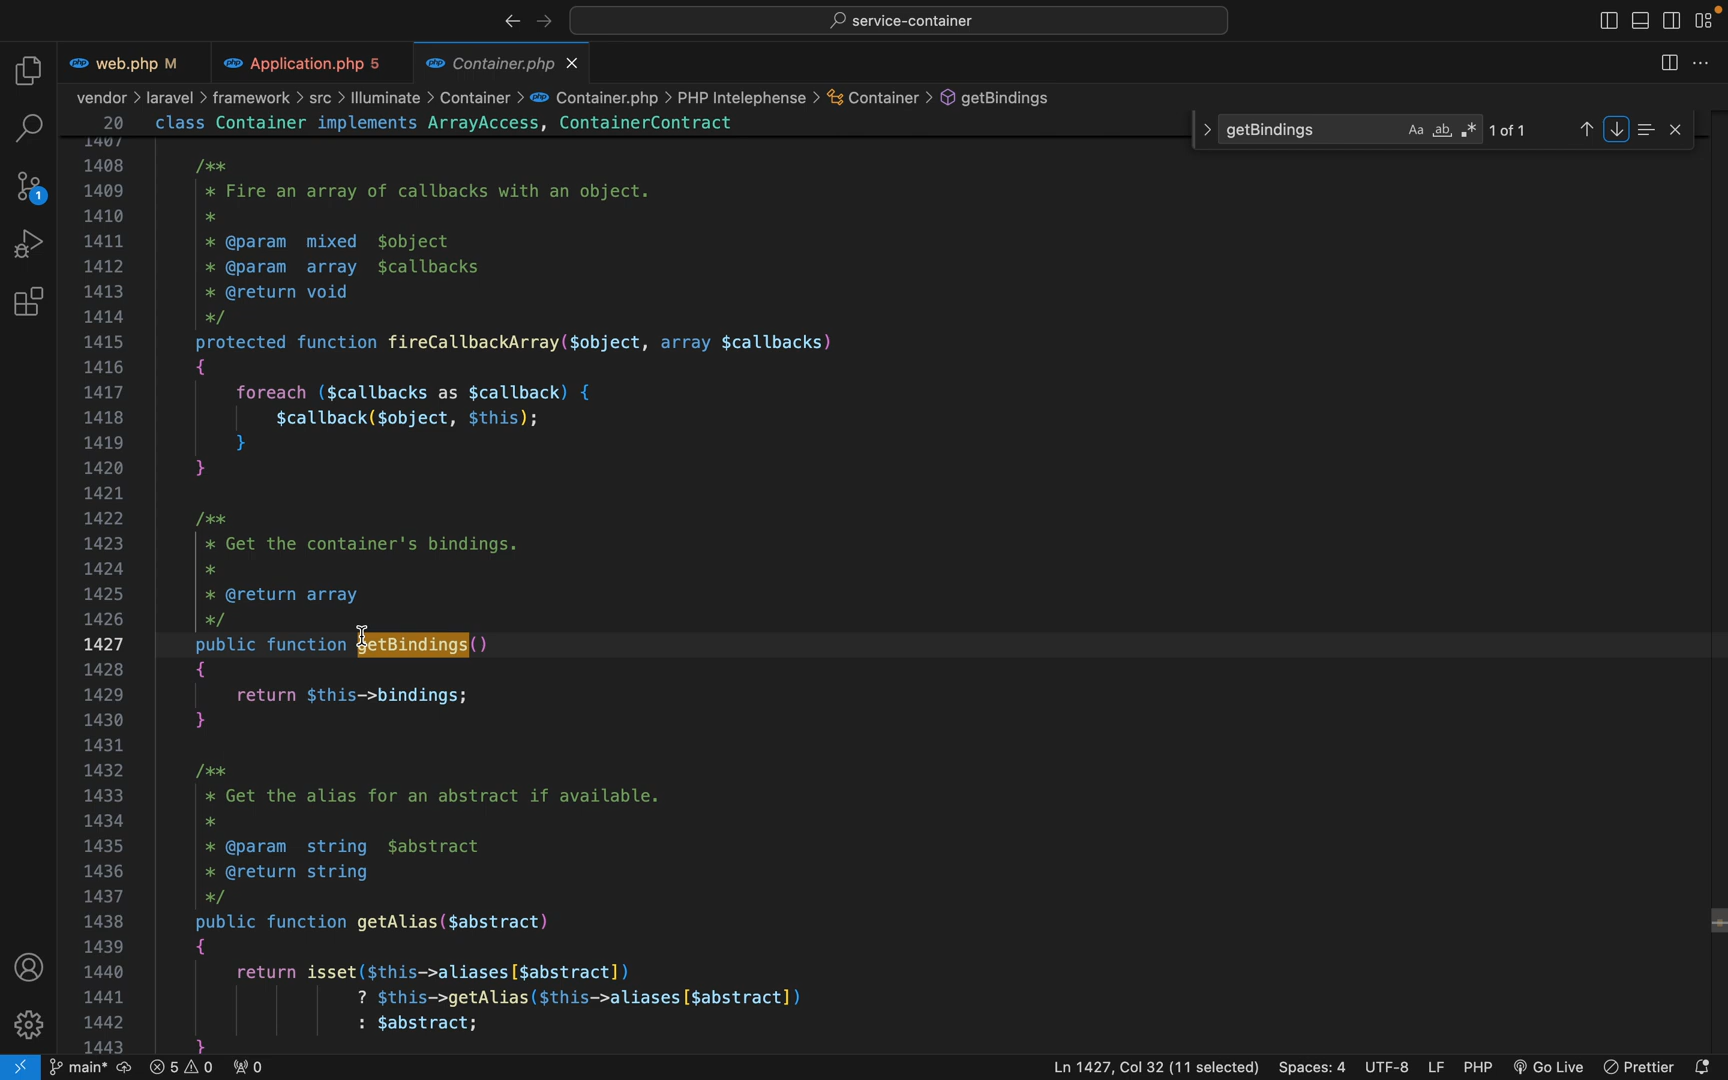 service-container
web.php M
Application.php 5
Container.php
vendor > laravel > framework > src > Illuminate > Container > Container.php > PHP Intelephense > Container > getBindings
20 class Container implements ArrayAccess, ContainerContract
getBindings Aa ab 1 of 1
1407
1408 /**
1409 * Fire an array of callbacks with an object.
1410 *
1411 * @param mixed $object
1412 * @param array $callbacks
1413 * @return void
1414 */
1415 protected function fireCallbackArray($object, array $callbacks)
1416 {
1417 foreach ($callbacks as $callback) {
1418 $callback($object, $this);
1419 }
1420 }
1421
1422 /**
1423 * Get the container's bindings.
1424 *
1425 * @return array
1426 */
1427 public function getBindings()
1428 {
1429 return $this->bindings;
1430 }
1431
1432 /**
1433 * Get the alias for an abstract if available.
1434 *
1435 * @param string $abstract
1436 * @return string
1437 */
1438 public function getAlias($abstract)
1439 {
1440 return isset($this->aliases[$abstract])
1441 ? $this->getAlias($this->aliases[$abstract])
1442 : $abstract;
1443 }
1
main* 5 0 0 Ln 1427, Col 32 (11 selected) Spaces: 4 UTF-8 LF PHP Go Live Prettier